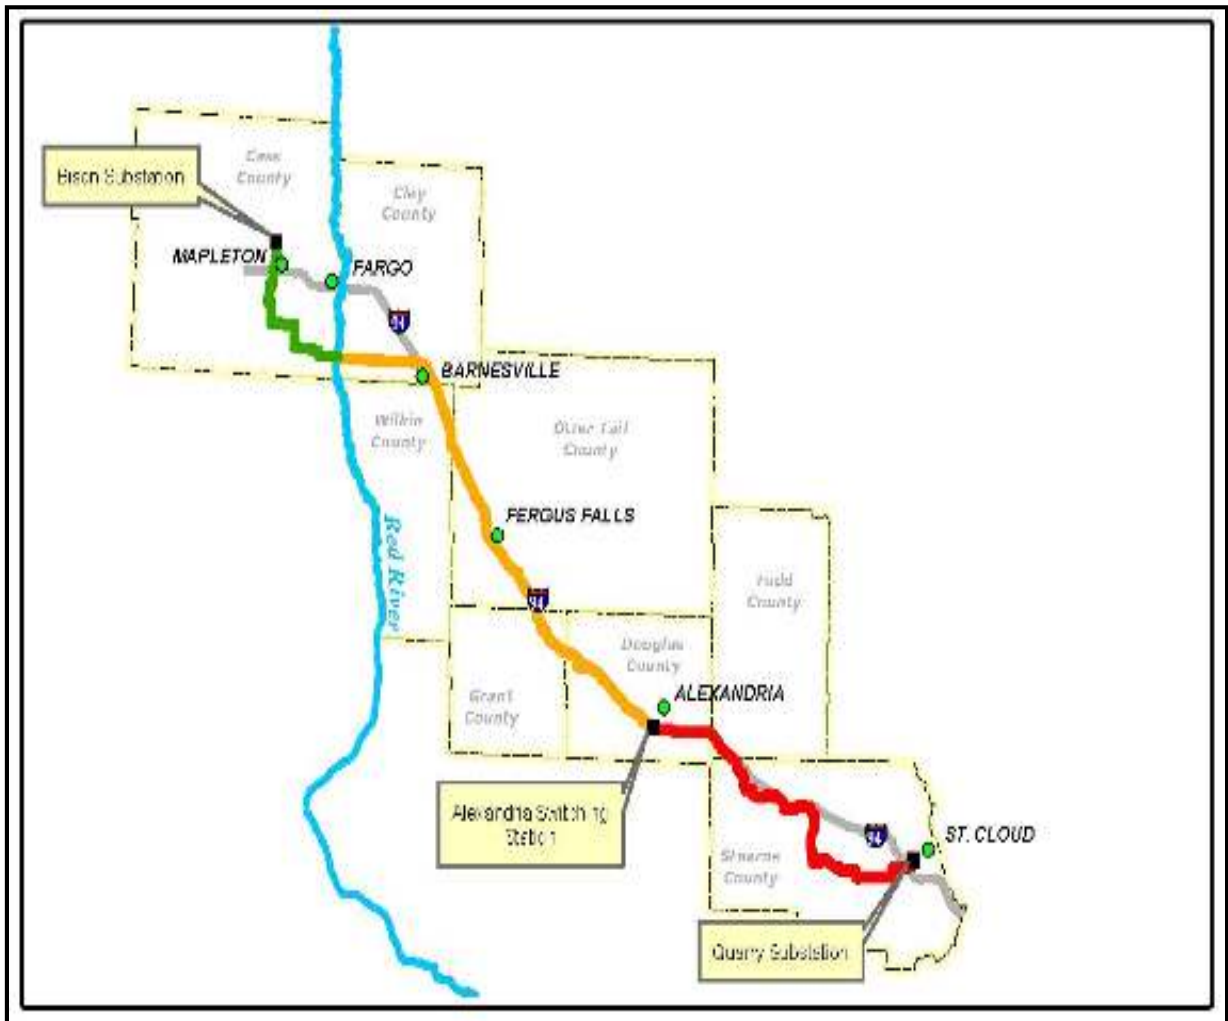 Cass
County
Bison Substation
Clay
County
MAPLETON
FARGO
94
BARNESVILLE
Wilkin
County
Otter Tail
County
FERGUS FALLS
Red River
94
Todd
County
Douglas
County
Grant
County
ALEXANDRIA
Alexandria Switching
Station
94
ST. CLOUD
Stearns
County
Quarry Substation